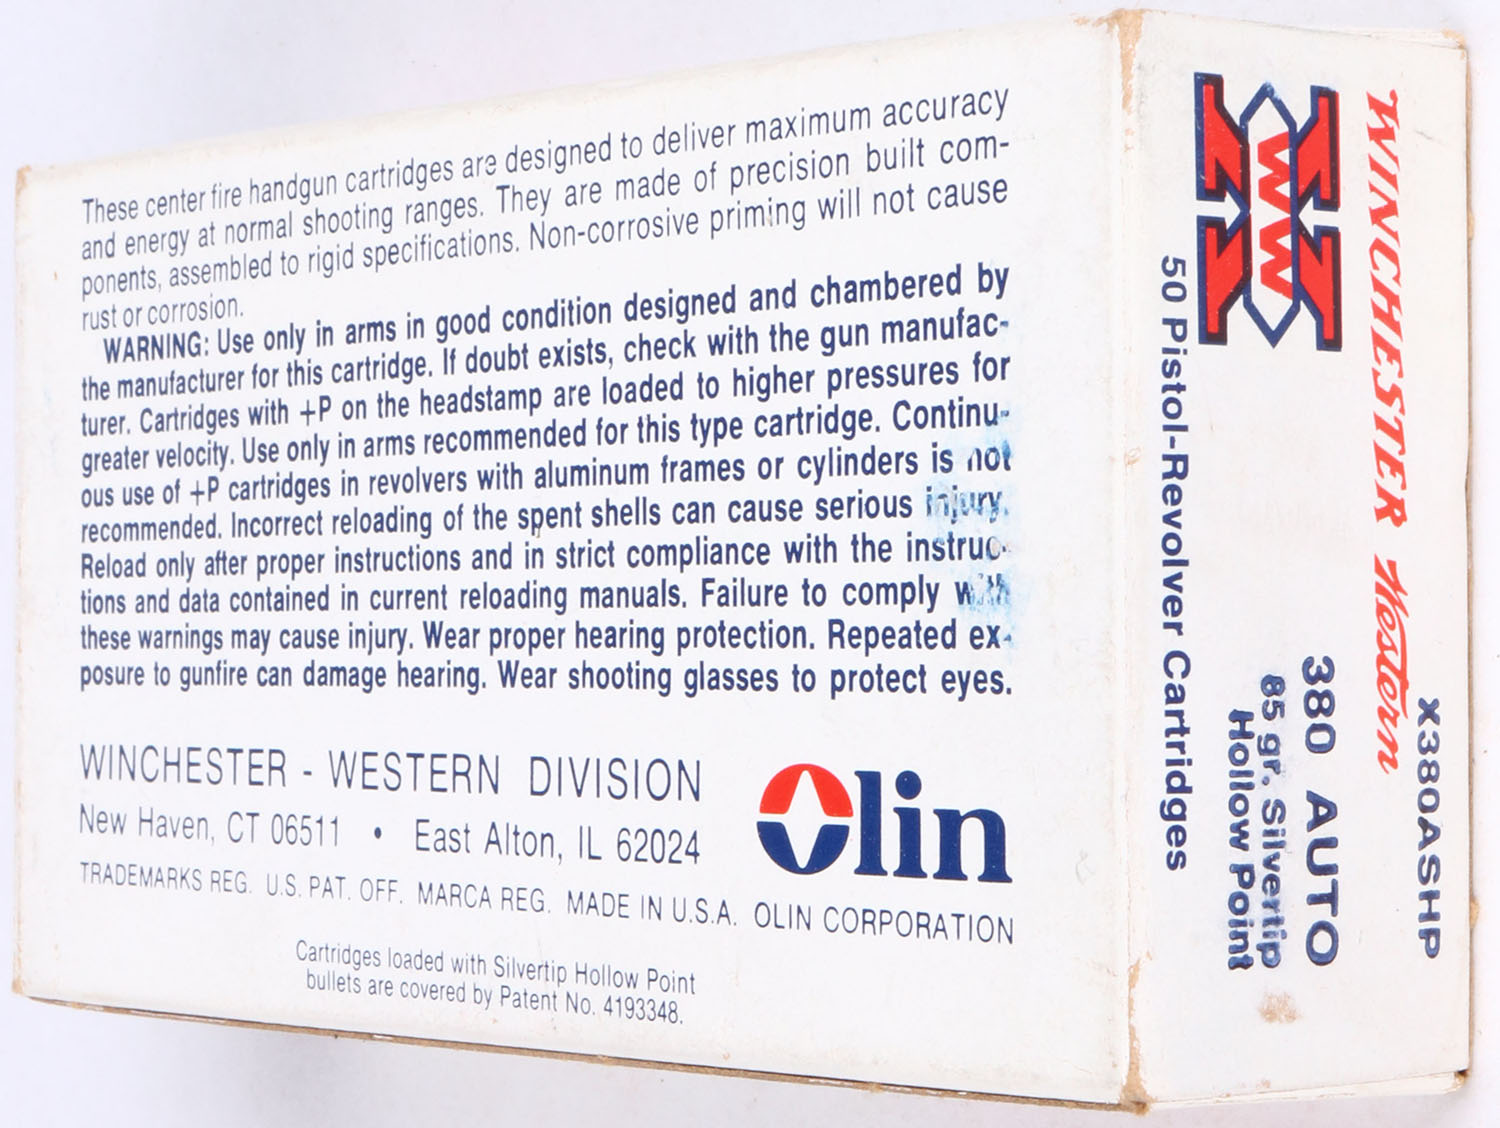 These center fire handgun cartridges are designed to deliver maximum accuracy
and energy at normal shooting ranges. They are made of precision built com-
ponents, assembled to rigid specifications. Non-corrosive priming will not cause
rust or corrosion.
WARNING: Use only in arms in good condition designed and chambered by
the manufacturer for this cartridge. If doubt exists, check with the gun manufac-
turer. Cartridges with +P on the headstamp are loaded to higher pressures for
greater velocity. Use only in arms recommended for this type cartridge. Continu-
ous use of +P cartridges in revolvers with aluminum frames or cylinders is not
recommended. Incorrect reloading of the spent shells can cause serious injury.
Reload only after proper instructions and in strict compliance with the instruc-
tions and data contained in current reloading manuals. Failure to comply with
these warnings may cause injury. Wear proper hearing protection. Repeated ex-
posure to gunfire can damage hearing. Wear shooting glasses to protect eyes.
WINCHESTER - WESTERN DIVISION
New Haven, CT 06511 • East Alton, IL 62024
Olin
TRADEMARKS REG. U.S. PAT. OFF. MARCA REG. MADE IN U.S.A. OLIN CORPORATION
Cartridges loaded with Silvertip Hollow Point
bullets are covered by Patent No. 4193348.
X380ASHP
WINCHESTER Western
XWWX
380 AUTO
85 gr. Silvertip
Hollow Point
50 Pistol-Revolver Cartridges